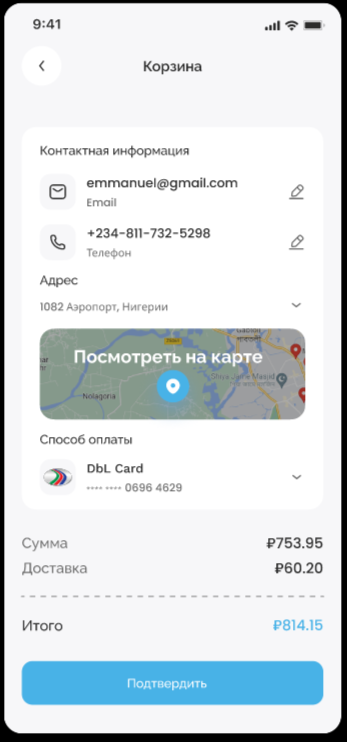 9:41
Корзина
Контактная информация
emmanuel@gmail.com
Email
+234-811-732-5298
Телефон
Адрес
1082 Аэропорт, Нигерии
Посмотреть на карте
Nolagoria
Способ оплаты
DbL Card
•••• •••• 0696 4629
Сумма ₽753.95
Доставка ₽60.20
Итого ₽814.15
Подтвердить